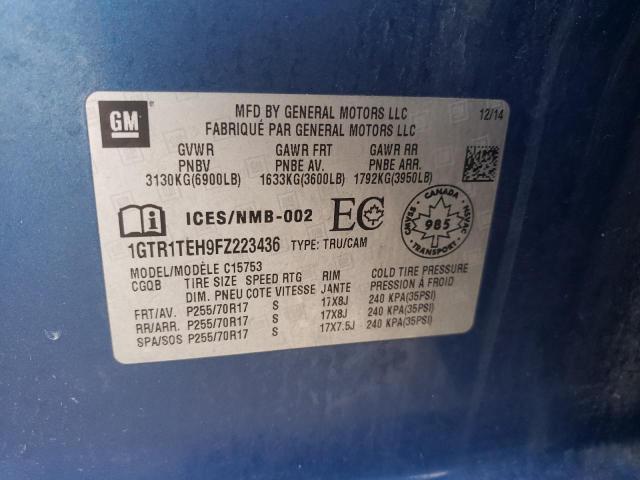 GM
MFD BY GENERAL MOTORS LLC 12/14
FABRIQUÉ PAR GENERAL MOTORS LLC
GVWR GAWR FRT GAWR RR
PNBV PNBE AV. PNBE ARR.
3130KG(6900LB) 1633KG(3600LB) 1792KG(3950LB)
ICES/NMB-002 EC
CANADA
CMVSS 985 NSVAC
TRANSPORT
1GTR1TEH9FZ223436 TYPE: TRU/CAM
MODEL/MODÈLE C15753
CGQB TIRE SIZE SPEED RTG RIM COLD TIRE PRESSURE
DIM. PNEU COTE VITESSE JANTE PRESSION À FROID
FRT/AV. P255/70R17 S 17X8J 240 KPA(35PSI)
RR/ARR. P255/70R17 S 17X8J 240 KPA(35PSI)
SPA/SOS P255/70R17 S 17X7.5J 240 KPA(35PSI)